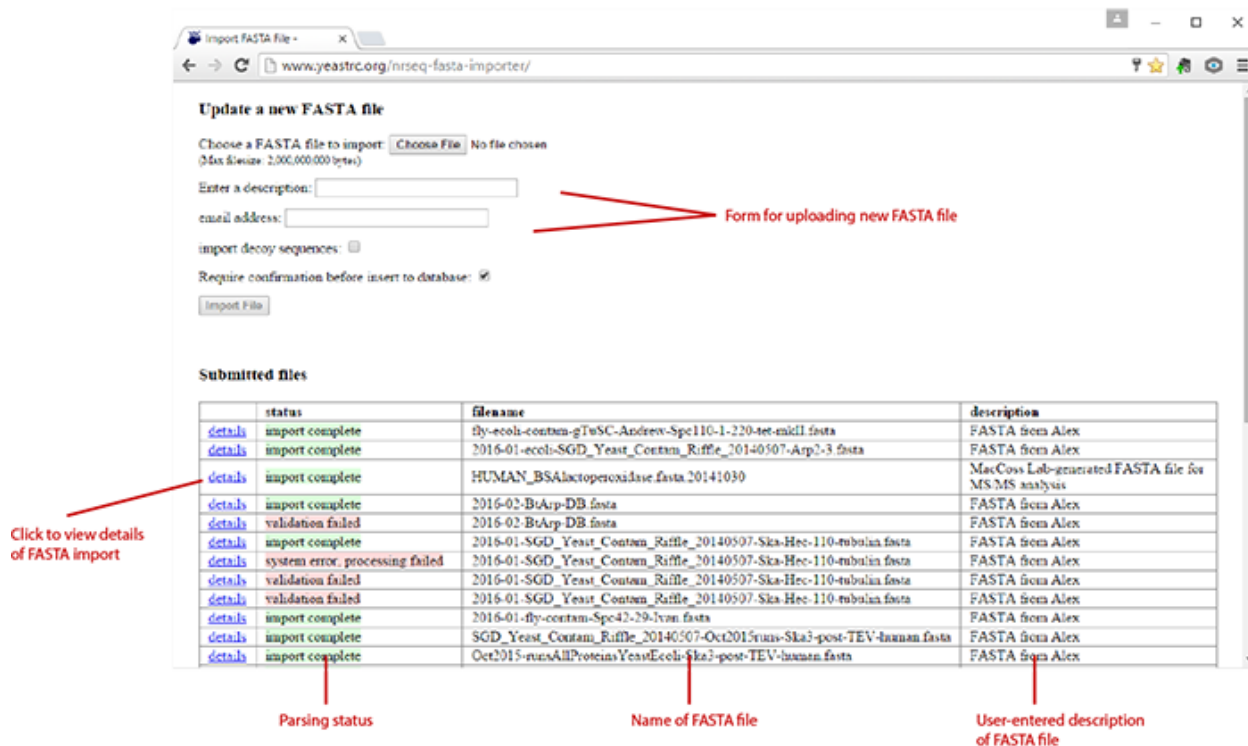 Import FASTA File -
www.yeastrc.org/nrseq-fasta-importer/
Update a new FASTA file
Choose a FASTA file to import: Choose File No file chosen
(Max filesize: 2,000,000,000 bytes)
Enter a description:
email address:
Form for uploading new FASTA file
import decoy sequences:
Require confirmation before insert to database:
Import File
Submitted files
status filename description
details import complete fly-ecoli-contam-gTuSC-Andrew-Spc110-1-220-tet-mkII.fasta FASTA from Alex
details import complete 2016-01-ecoli-SGD_Yeast_Contam_Riffle_20140507-Arp2-3.fasta FASTA from Alex
details import complete HUMAN_BSAlactoperoxidase.fasta.20141030 MacCoss Lab-generated FASTA file for
MS/MS analysis
details import complete 2016-02-BtArp-DB.fasta FASTA from Alex
details validation failed 2016-02-BtArp-DB.fasta FASTA from Alex
details import complete 2016-01-SGD_Yeast_Contam_Riffle_20140507-Ska-Hec-110-tubulin.fasta FASTA from Alex
details system error, processing failed 2016-01-SGD_Yeast_Contam_Riffle_20140507-Ska-Hec-110-tubulin.fasta FASTA from Alex
details validation failed 2016-01-SGD_Yeast_Contam_Riffle_20140507-Ska-Hec-110-tubulin.fasta FASTA from Alex
details validation failed 2016-01-SGD_Yeast_Contam_Riffle_20140507-Ska-Hec-110-tubulin.fasta FASTA from Alex
details import complete 2016-01-fly-contam-Spc42-29-Ivan.fasta FASTA from Alex
details import complete SGD_Yeast_Contam_Riffle_20140507-Oct2015runs-Ska3-post-TEV-human.fasta FASTA from Alex
details import complete Oct2015-runsAllProteinsYeastEcoli-Ska3-post-TEV-human.fasta FASTA from Alex
Click to view details
of FASTA import
Parsing status
Name of FASTA file
User-entered description
of FASTA file